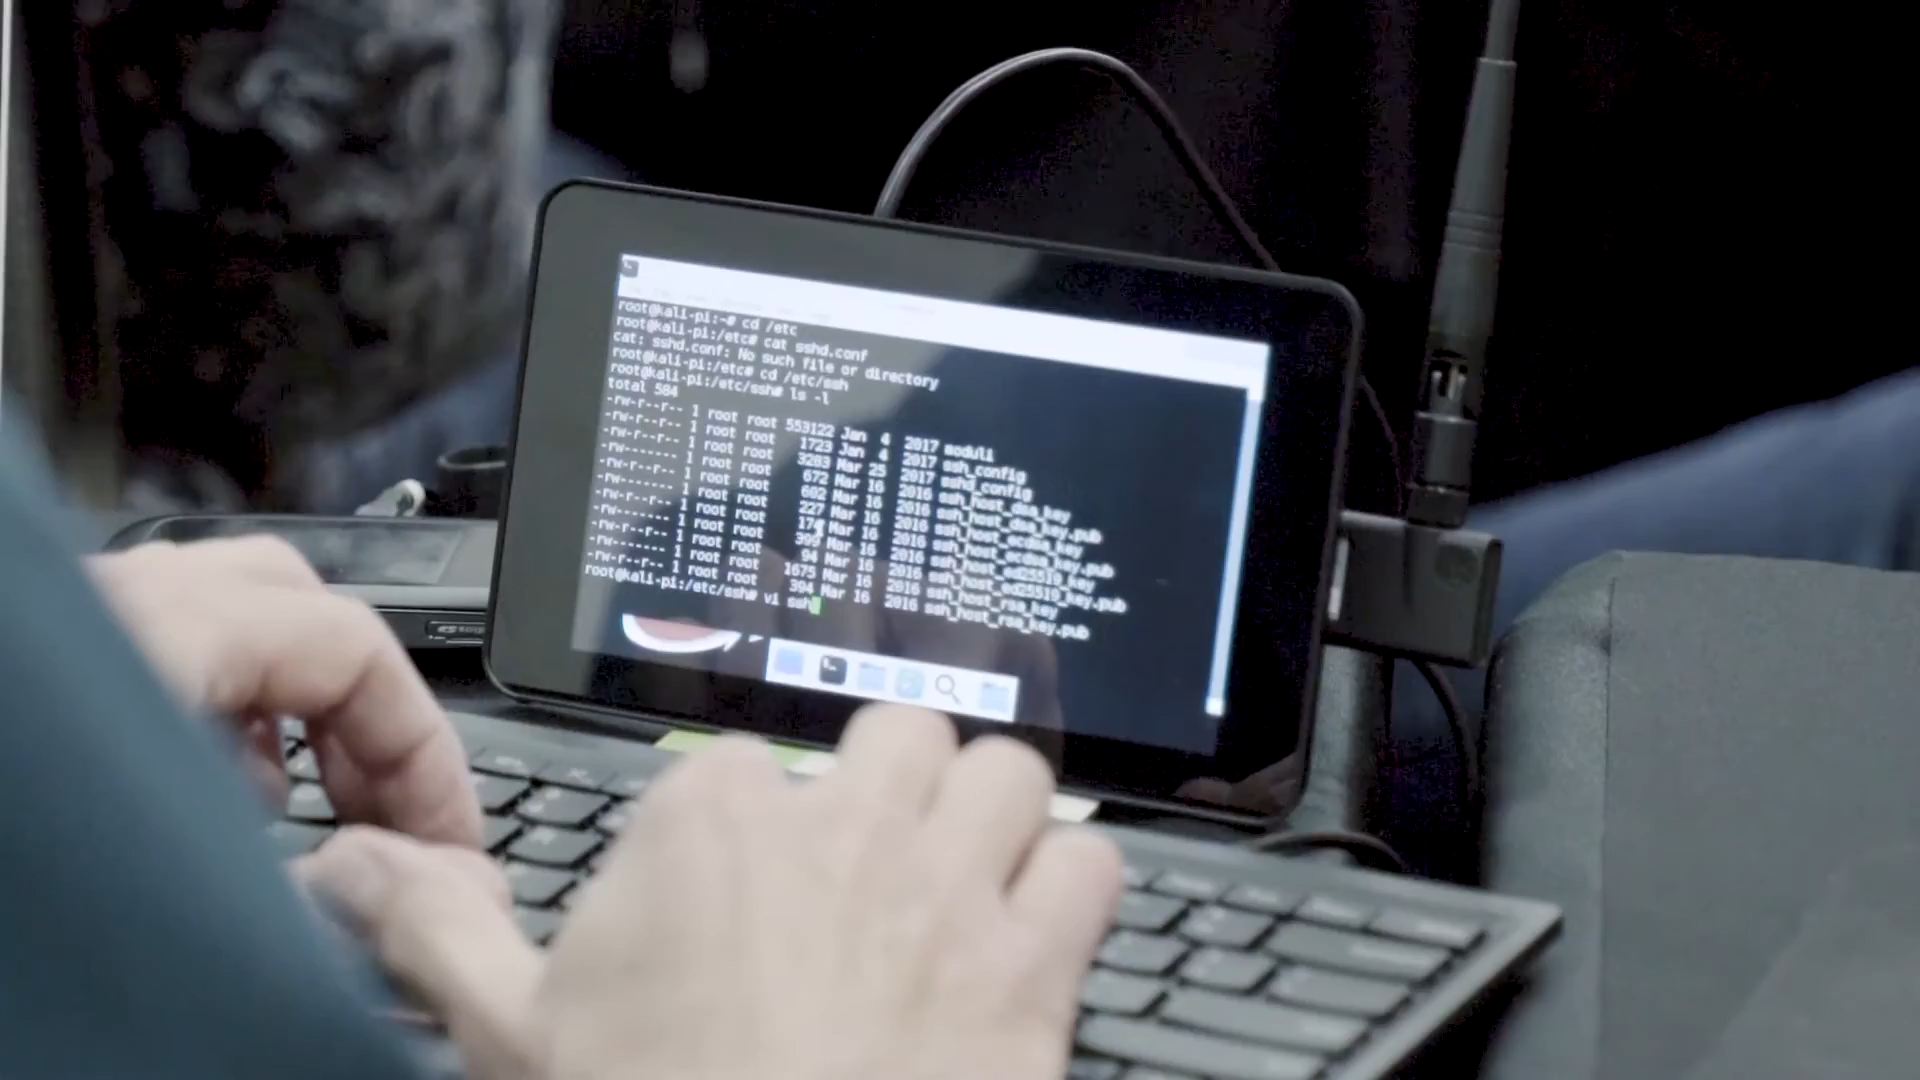 root@kali-pi:~# cd /etc
root@kali-pi:/etc# cat sshd.conf
cat: sshd.conf: No such file or directory
root@kali-pi:/etc# cd /etc/ssh
root@kali-pi:/etc/ssh# ls -l
total 584
-rw-r--r-- 1 root root 553122 Jan 4 2017 moduli
-rw-r--r-- 1 root root 1723 Jan 4 2017 ssh_config
-rw-r--r-- 1 root root 3283 Mar 25 2017 sshd_config
-rw------- 1 root root 672 Mar 16 2016 ssh_host_dsa_key
-rw-r--r-- 1 root root 602 Mar 16 2016 ssh_host_dsa_key.pub
-rw------- 1 root root 227 Mar 16 2016 ssh_host_ecdsa_key
-rw-r--r-- 1 root root 174 Mar 16 2016 ssh_host_ecdsa_key.pub
-rw------- 1 root root 399 Mar 16 2016 ssh_host_ed25519_key
-rw-r--r-- 1 root root 94 Mar 16 2016 ssh_host_ed25519_key.pub
-rw------- 1 root root 1675 Mar 16 2016 ssh_host_rsa_key
-rw-r--r-- 1 root root 394 Mar 16 2016 ssh_host_rsa_key.pub
root@kali-pi:/etc/ssh# vi ssh